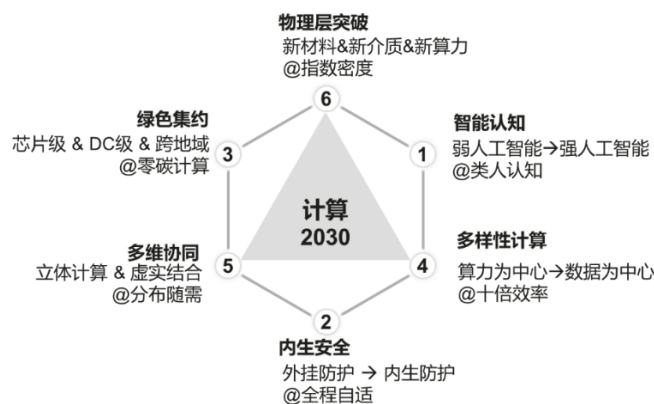 物理层突破
新材料&新介质&新算力
@指数密度
6
绿色集约
芯片级 & DC级 & 跨地域
@零碳计算
3
智能认知
1
弱人工智能→强人工智能
@类人认知
计算
2030
多维协同
立体计算 & 虚实结合
@分布随需
5
多样性计算
4
算力为中心→数据为中心
@十倍效率
2
内生安全
外挂防护 → 内生防护
@全程自适